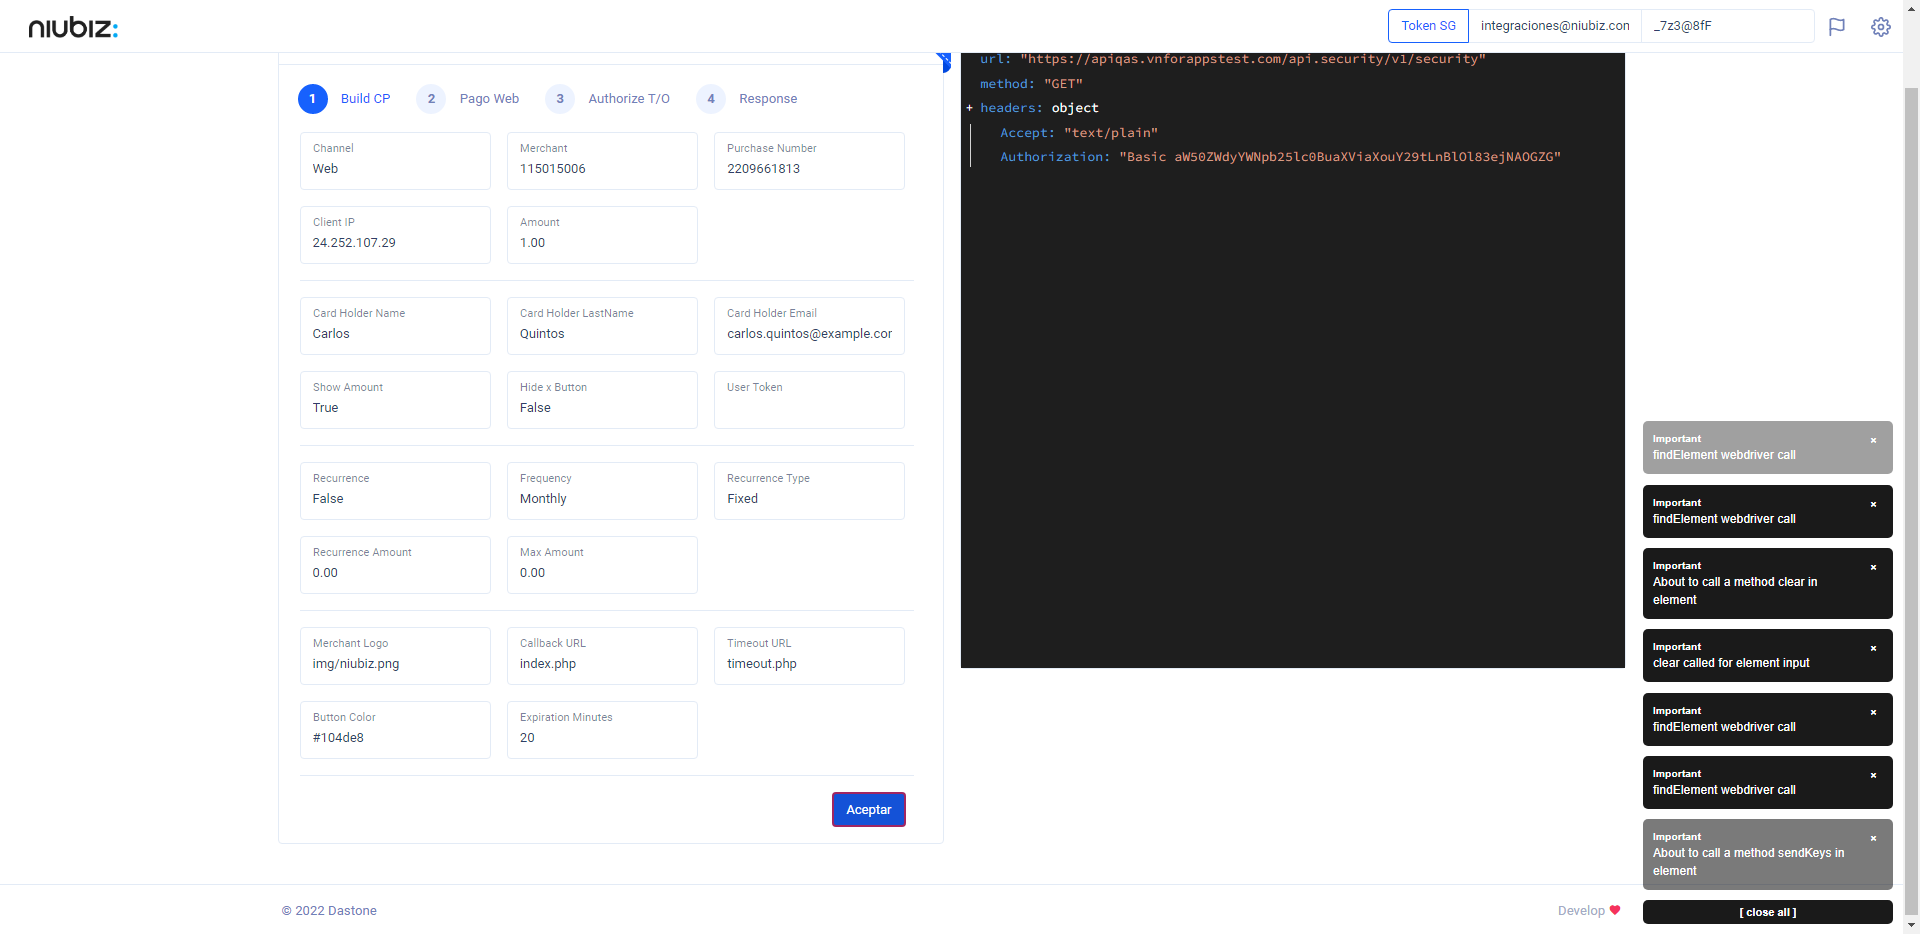 niubiz:
Token SG
integraciones@niubiz.con
_7z3@8fF
1 Build CP
2 Pago Web
3 Authorize T/O
4 Response
Channel
Web
Merchant
115015006
Purchase Number
2209661813
Client IP
24.252.107.29
Amount
1.00
Card Holder Name
Carlos
Card Holder LastName
Quintos
Card Holder Email
carlos.quintos@example.cor
Show Amount
True
Hide x Button
False
User Token
Recurrence
False
Frequency
Monthly
Recurrence Type
Fixed
Recurrence Amount
0.00
Max Amount
0.00
Merchant Logo
img/niubiz.png
Callback URL
index.php
Timeout URL
timeout.php
Button Color
#104de8
Expiration Minutes
20
Aceptar
url: "https://apiqas.vnforappstest.com/api.security/v1/security"
method: "GET"
+ headers: object
Accept: "text/plain"
Authorization: "Basic aW50ZWdyYWNpb25lc0BuaXViaXouY29tLnBlOl83ejNAOGZG"
Important
findElement webdriver call
Important
findElement webdriver call
Important
About to call a method clear in
element
Important
clear called for element input
Important
findElement webdriver call
Important
findElement webdriver call
Important
About to call a method sendKeys in
element
[ close all ]
© 2022 Dastone
Develop